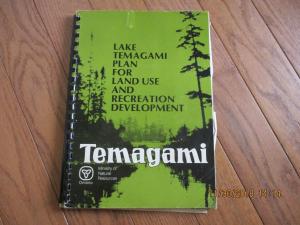 LAKE
TEMAGAMI
PLAN
FOR
LAND USE
AND
RECREATION
DEVELOPMENT
Temagami
Ministry of
Natural
Resources
Ontario